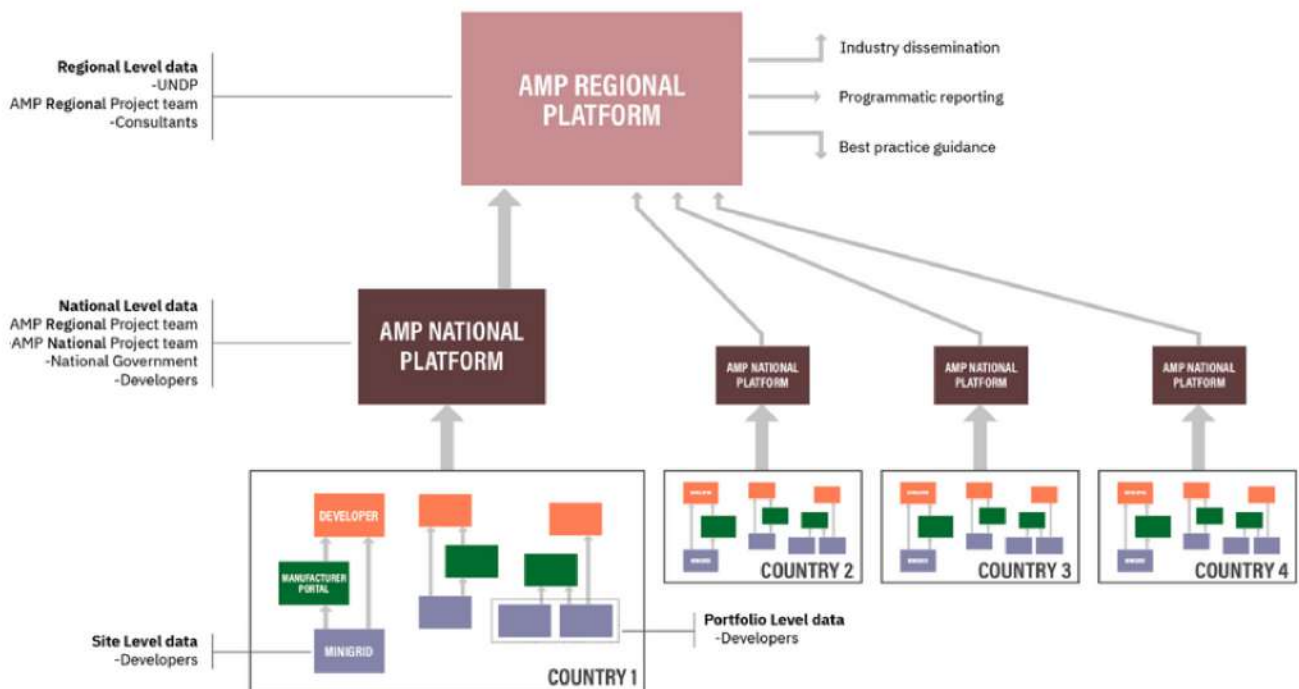 AMP REGIONAL
PLATFORM
Regional Level data
-UNDP
AMP Regional Project team
-Consultants
Industry dissemination
Programmatic reporting
Best practice guidance
National Level data
AMP Regional Project team
-AMP National Project team
-National Government
-Developers
AMP NATIONAL
PLATFORM
AMP NATIONAL
PLATFORM
AMP NATIONAL
PLATFORM
AMP NATIONAL
PLATFORM
DEVELOPER
MANUFACTURER
PORTAL
MINIGRID
COUNTRY 1
COUNTRY 2
COUNTRY 3
COUNTRY 4
Site Level data
-Developers
Portfolio Level data
-Developers